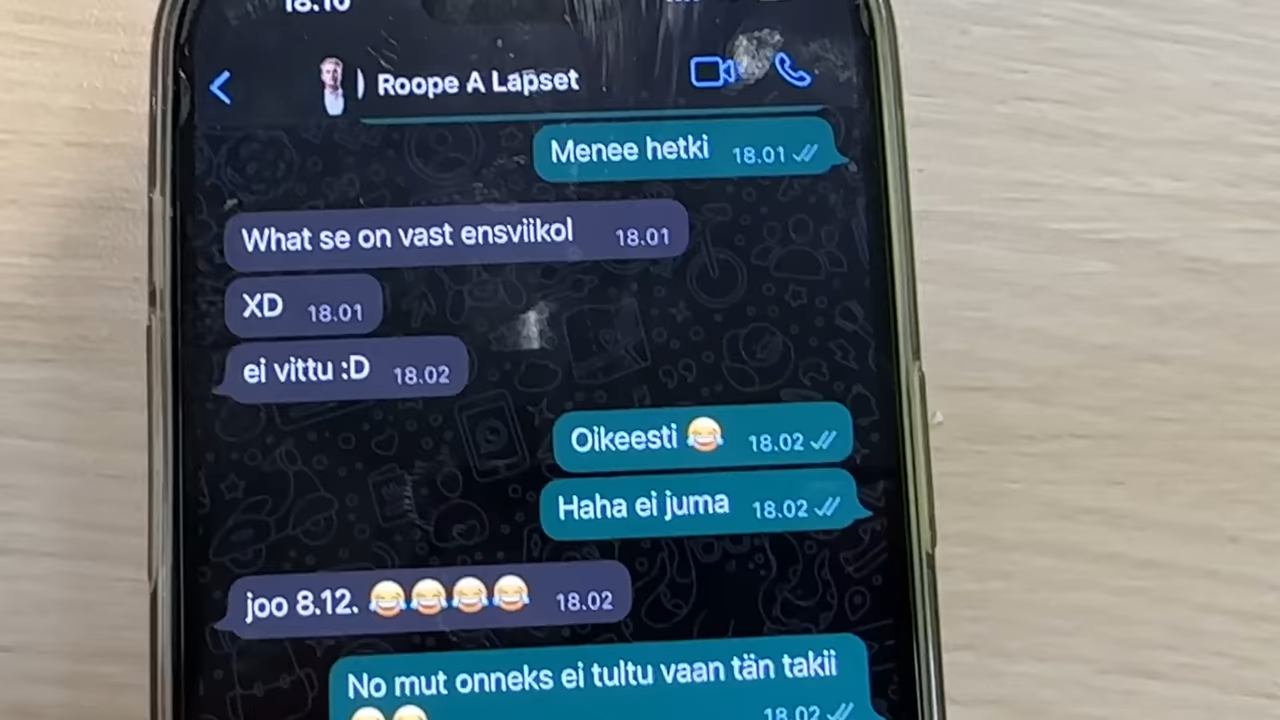 18.10
Roope A Lapset
Menee hetki 18.01
What se on vast ensviikol 18.01
XD 18.01
ei vittu :D 18.02
Oikeesti 😂 18.02
Haha ei juma 18.02
joo 8.12. 😂😂😂😂 18.02
No mut onneks ei tultu vaan tän takii
😂😂 18.02